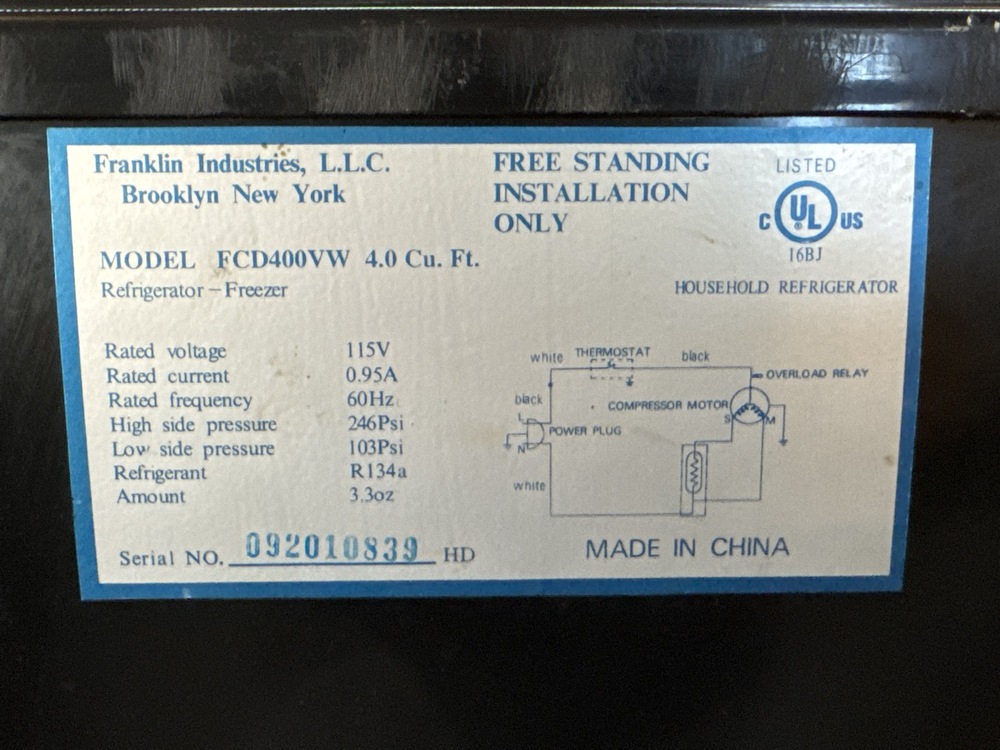 Franklin Industries, L.L.C.
Brooklyn New York
FREE STANDING
INSTALLATION
ONLY
LISTED
C UL US
®
16BJ
MODEL FCD400VW 4.0 Cu. Ft.
Refrigerator-Freezer
HOUSEHOLD REFRIGERATOR
Rated voltage 115V
Rated current 0.95A
Rated frequency 60Hz
High side pressure 246Psi
Low side pressure 103Psi
Refrigerant R134a
Amount 3.3oz
white THERMOSTAT black
OVERLOAD RELAY
black
COMPRESSOR MOTOR
S M
L
POWER PLUG
N
white
Serial NO. 092010839 HD
MADE IN CHINA